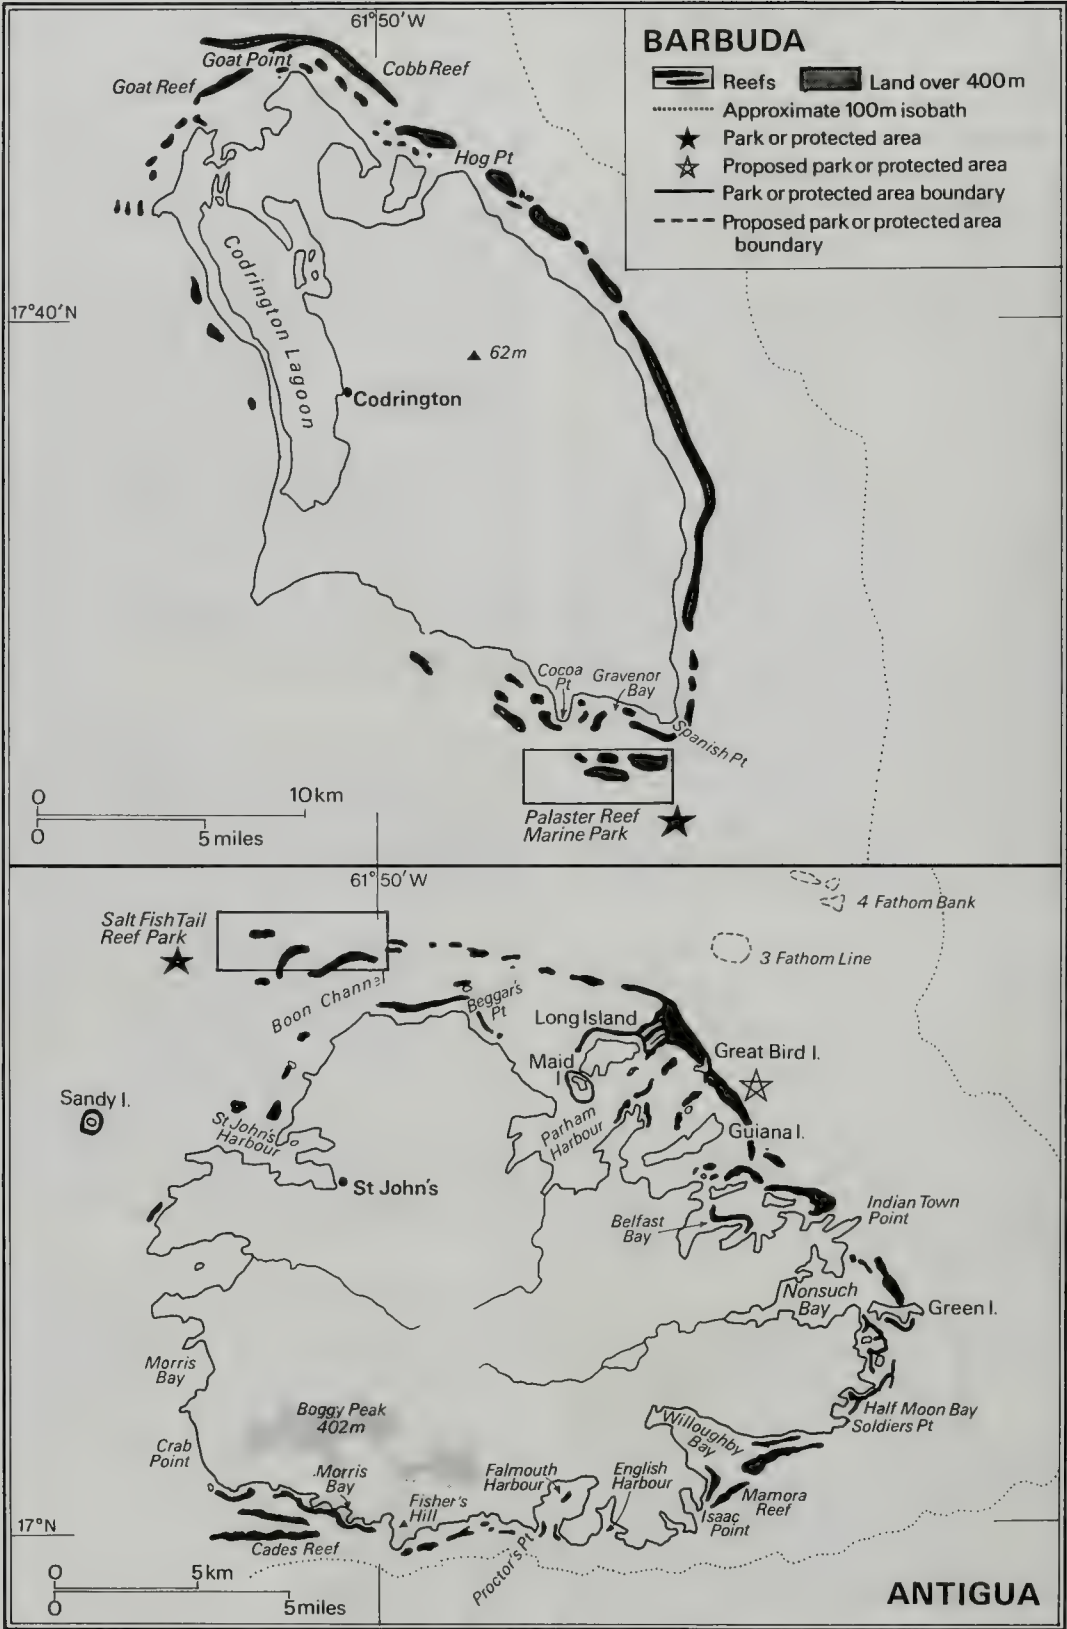 61°50′W
BARBUDA
Reefs
Land over 400m
Approximate 100m isobath
Park or protected area
Proposed park or protected area
Park or protected area boundary
Proposed park or protected area
boundary
Goat Point
Cobb Reef
Goat Reef
Hog Pt
Codrington Lagoon
17°40′N
62m
Codrington
Cocoa
Pt
Gravenor
Bay
Spanish Pt
0
10km
0
5 miles
Palaster Reef
Marine Park
61°50′W
Salt Fish Tail
Reef Park
4 Fathom Bank
3 Fathom Line
Boon Channel
Beggar's
Pt
Long Island
Great Bird I.
Maid
I
Sandy I.
St John's
Harbour
Parham
Harbour
Guiana I.
St John's
Indian Town
Point
Belfast
Bay
Nonsuch
Bay
Green I.
Morris
Bay
Boggy Peak
402m
Half Moon Bay
Soldiers Pt
Willoughby
Bay
Crab
Point
Morris
Bay
Falmouth
Harbour
English
Harbour
Fisher's
Hill
Mamora
Reef
Isaac
Point
17°N
Cades Reef
Proctor's Pt
0
5km
0
5miles
ANTIGUA